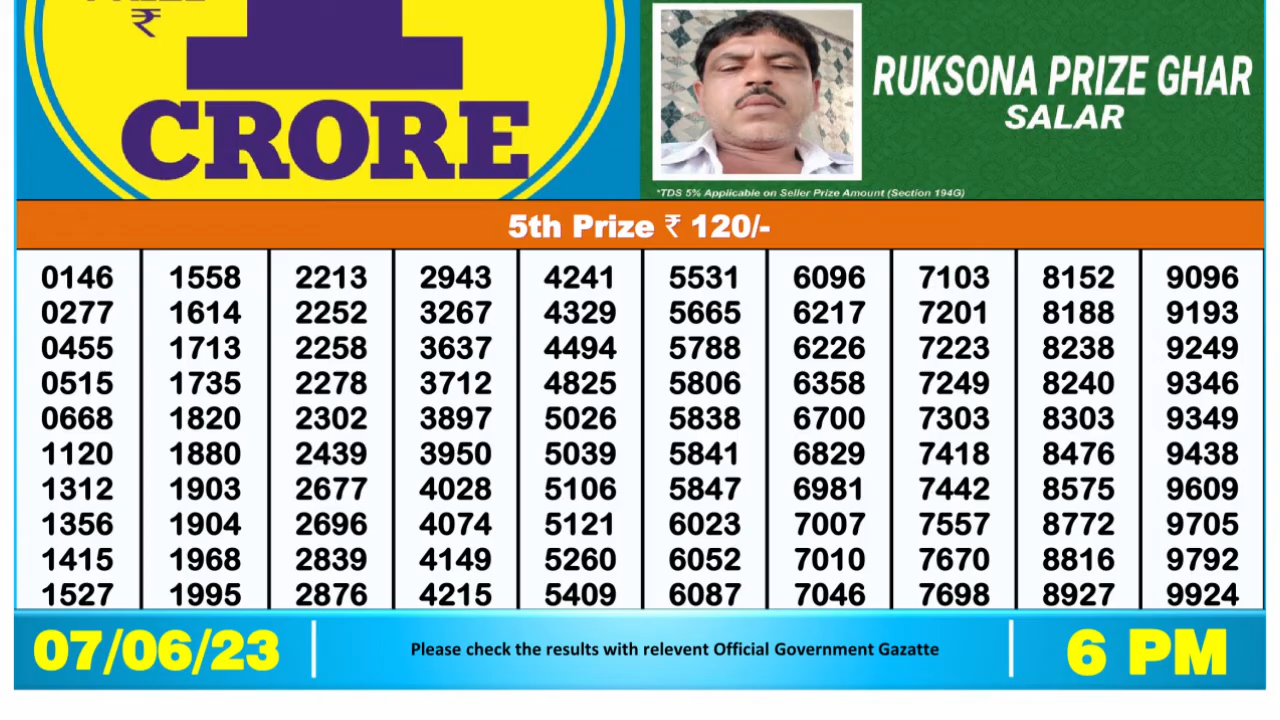 ₹
CRORE
RUKSONA PRIZE GHAR
SALAR
*TDS 5% Applicable on Seller Prize Amount (Section 194G)
5th Prize ₹ 120/-
0146 1558 2213 2943 4241 5531 6096 7103 8152 9096
0277 1614 2252 3267 4329 5665 6217 7201 8188 9193
0455 1713 2258 3637 4494 5788 6226 7223 8238 9249
0515 1735 2278 3712 4825 5806 6358 7249 8240 9346
0668 1820 2302 3897 5026 5838 6700 7303 8303 9349
1120 1880 2439 3950 5039 5841 6829 7418 8476 9438
1312 1903 2677 4028 5106 5847 6981 7442 8575 9609
1356 1904 2696 4074 5121 6023 7007 7557 8772 9705
1415 1968 2839 4149 5260 6052 7010 7670 8816 9792
1527 1995 2876 4215 5409 6087 7046 7698 8927 9924
07/06/23
Please check the results with relevent Official Government Gazatte
6 PM